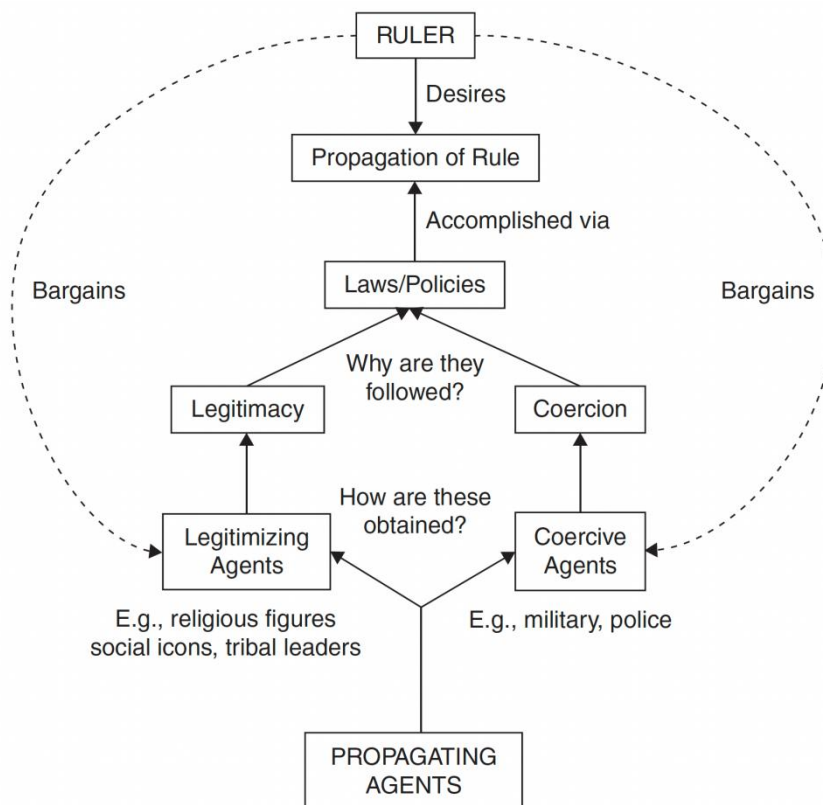 RULER
Desires
Propagation of Rule
Accomplished via
Bargains
Laws/Policies
Bargains
Why are they
followed?
Legitimacy
Coercion
How are these
obtained?
Legitimizing
Agents
Coercive
Agents
E.g., religious figures
social icons, tribal leaders
E.g., military, police
PROPAGATING
AGENTS